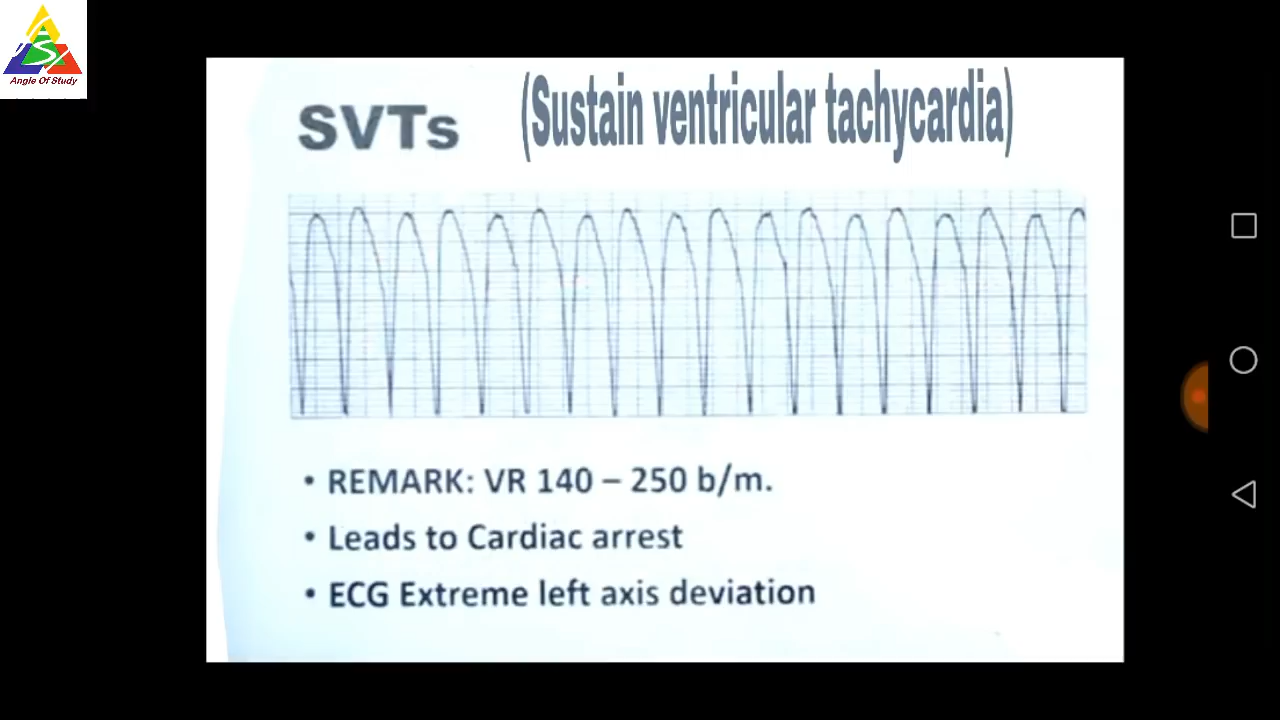 Angle Of Study
SVTs (Sustain ventricular tachycardia)
• REMARK: VR 140 – 250 b/m.
• Leads to Cardiac arrest
• ECG Extreme left axis deviation